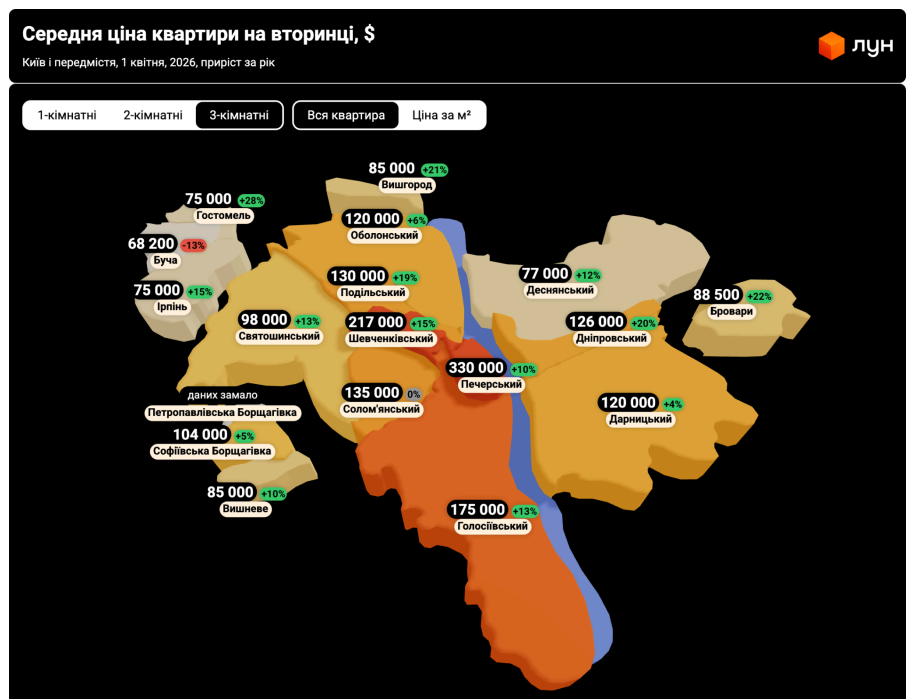 Середня ціна квартири на вторинці, $
Київ і передмістя, 1 квітня, 2026, приріст за рік
лун
1-кімнатні 2-кімнатні 3-кімнатні Вся квартира Ціна за м²
85 000 +21%
Вишгород
75 000 +28%
Гостомель
120 000 +6%
Оболонський
68 200 -13%
Буча
130 000 +19%
Подільський
77 000 +12%
Деснянський
75 000 +15%
Ірпінь
88 500 +22%
Бровари
98 000 +13%
Святошинський
217 000 +15%
Шевченківський
126 000 +20%
Дніпровський
330 000 +10%
Печерський
даних замало
Петропавлівська Борщагівка
135 000 0%
Солом'янський
120 000 +4%
Дарницький
104 000 +5%
Софіївська Борщагівка
85 000 +10%
Вишневе
175 000 +13%
Голосіївський